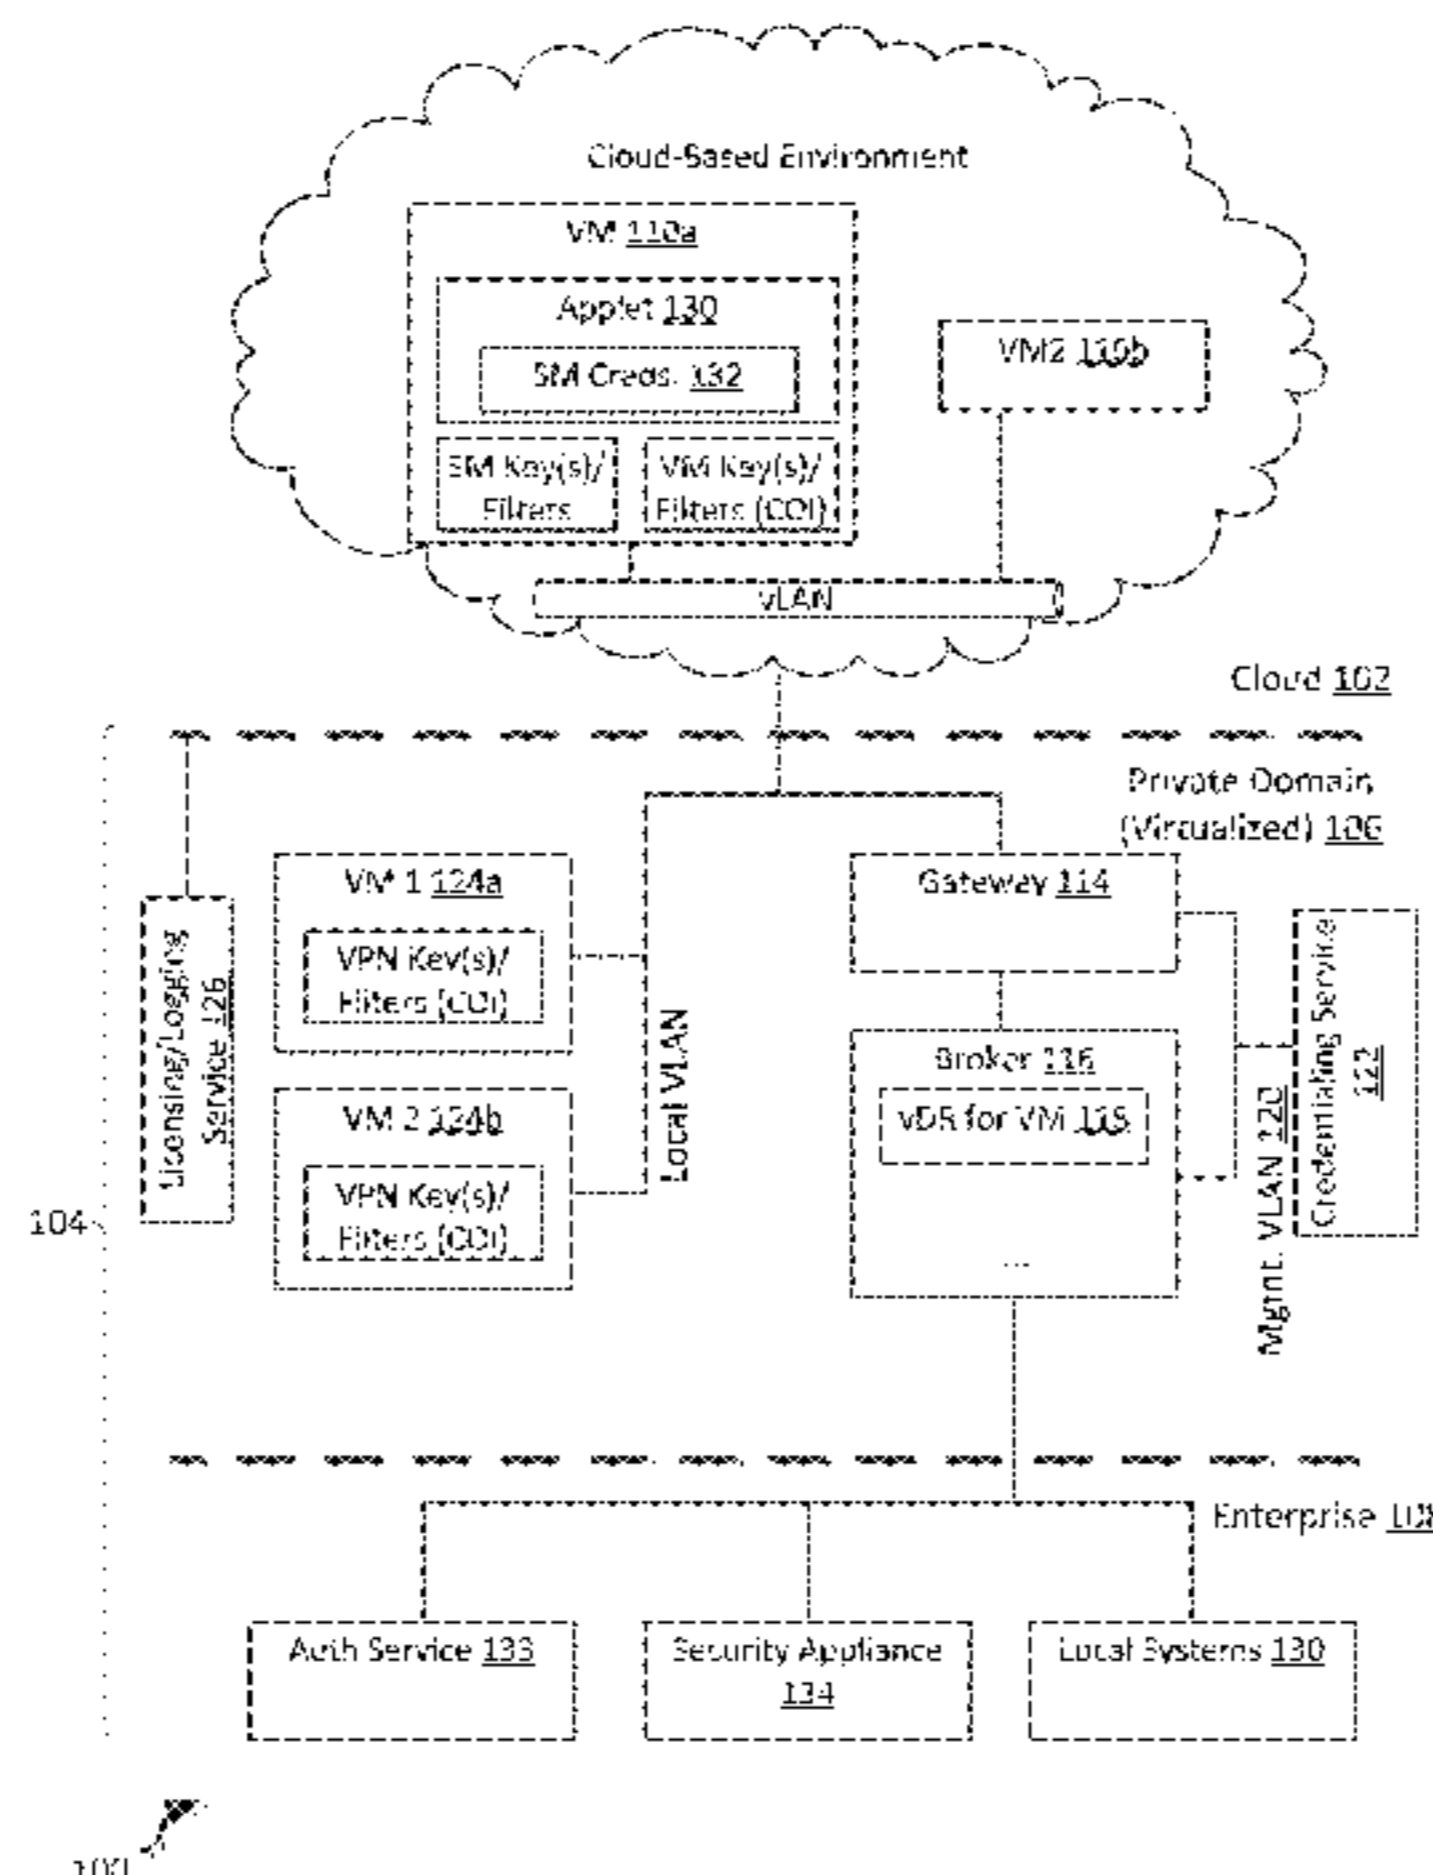 Cloud-Based Environment
VM 110a
Applet 130
SM Creds. 132
VM2 110b
SM Key(s)/
Filters
VM Key(s)/
Filters (COI)
vLAN
Cloud 102
Private Domain
(Virtualized) 106
VM 1 124a
VPN Key(s)/
Filters (COI)
Gateway 114
Licensing/Logging
Service 126
Local VLAN
Broker 116
vDR for VM 118
...
Mgmt. VLAN 120
Credentialing Service
122
VM 2 124b
VPN Key(s)/
Filters (COI)
104
Enterprise 108
Auth Service 133
Security Appliance
134
Local Systems 130
100